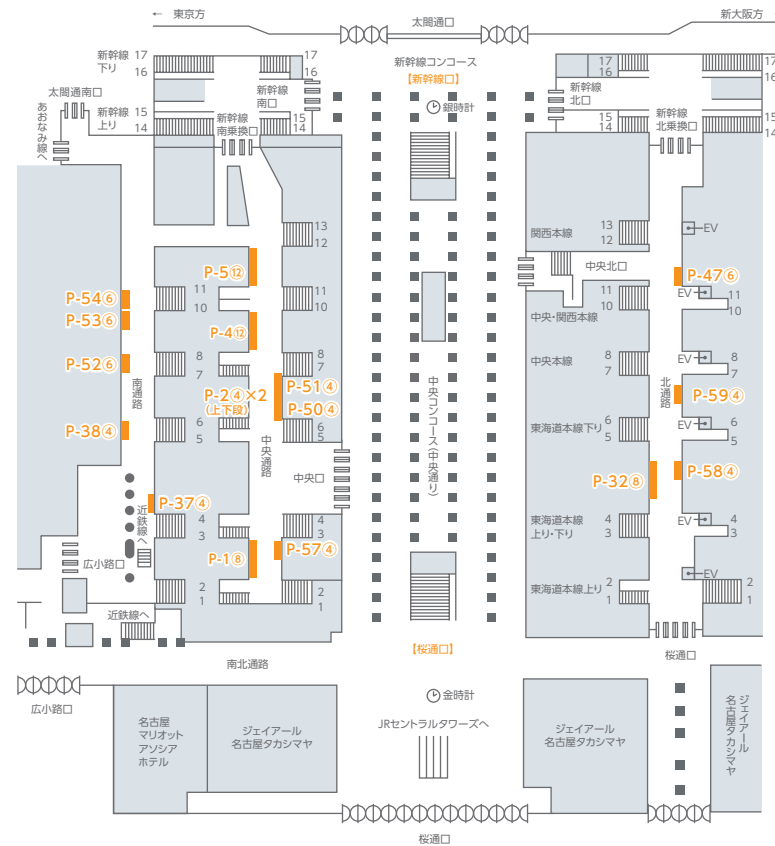 ← 東京方
太閤通口
新大阪方
新幹線コンコース
【新幹線口】
銀時計
新幹線
下り
17
16
17
16
太閤通南口
新幹線
南口
あおなみ線へ
新幹線
上り
15
14
新幹線
南乗換口
15
14
17
16
17
16
新幹線
北口
15
14
新幹線
北乗換口
15
14
13
12
関西本線
13
12
EV
中央北口
P-5⑫
P-47⑥
P-54⑥
P-53⑥
11
10
11
10
11
10
EV
11
10
中央・関西本線
P-4⑫
P-52⑥
8
7
8
7
中央本線
8
7
EV
8
7
南通路
P-2④×2
(上下段)
P-51④
P-50④
中央コンコース(中央通り)
北通路
P-59④
P-38④
6
5
6
5
東海道本線下り
6
5
EV
6
5
中央通路
中央口
P-32⑧
P-58④
P-37④
近鉄線へ
4
3
4
3
東海道本線
上り・下り
4
3
EV
4
3
広小路口
P-1⑧
P-57④
EV
2
1
2
1
東海道本線上り
2
1
2
1
近鉄線へ
【桜通口】
桜通口
南北通路
広小路口
金時計
JRセントラルタワーズへ
名古屋
マリオット
アソシア
ホテル
ジェイアール
名古屋タカシマヤ
ジェイアール
名古屋タカシマヤ
ジェイアール
名古屋タカシマヤ
桜通口